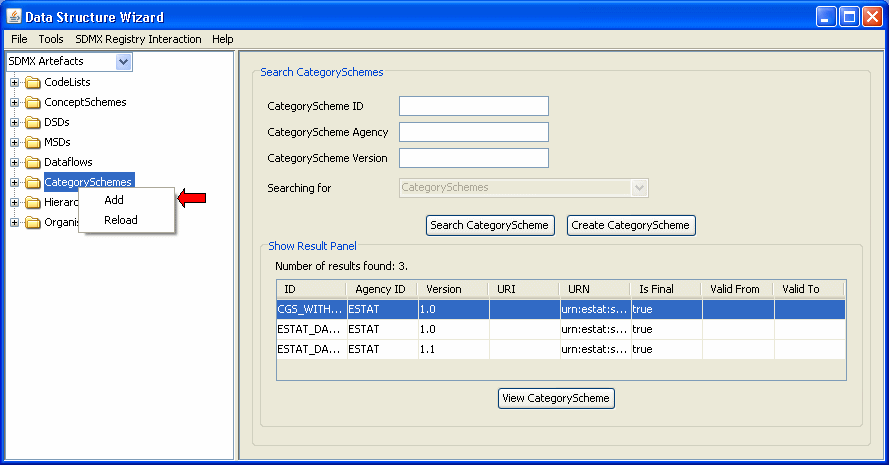 Data Structure Wizard
File Tools SDMX Registry Interaction Help
SDMX Artefacts
CodeLists
ConceptSchemes
DSDs
MSDs
Dataflows
CategorySchemes
Hierarc
Organis
Add
Reload
Search CategorySchemes
CategoryScheme ID
CategoryScheme Agency
CategoryScheme Version
Searching for CategorySchemes
Search CategoryScheme Create CategoryScheme
Show Result Panel
Number of results found: 3.
ID Agency ID Version URI URN Is Final Valid From Valid To
CGS_WITH... ESTAT 1.0 urn:estat:s... true
ESTAT_DA... ESTAT 1.0 urn:estat:s... true
ESTAT_DA... ESTAT 1.1 urn:estat:s... true
View CategoryScheme